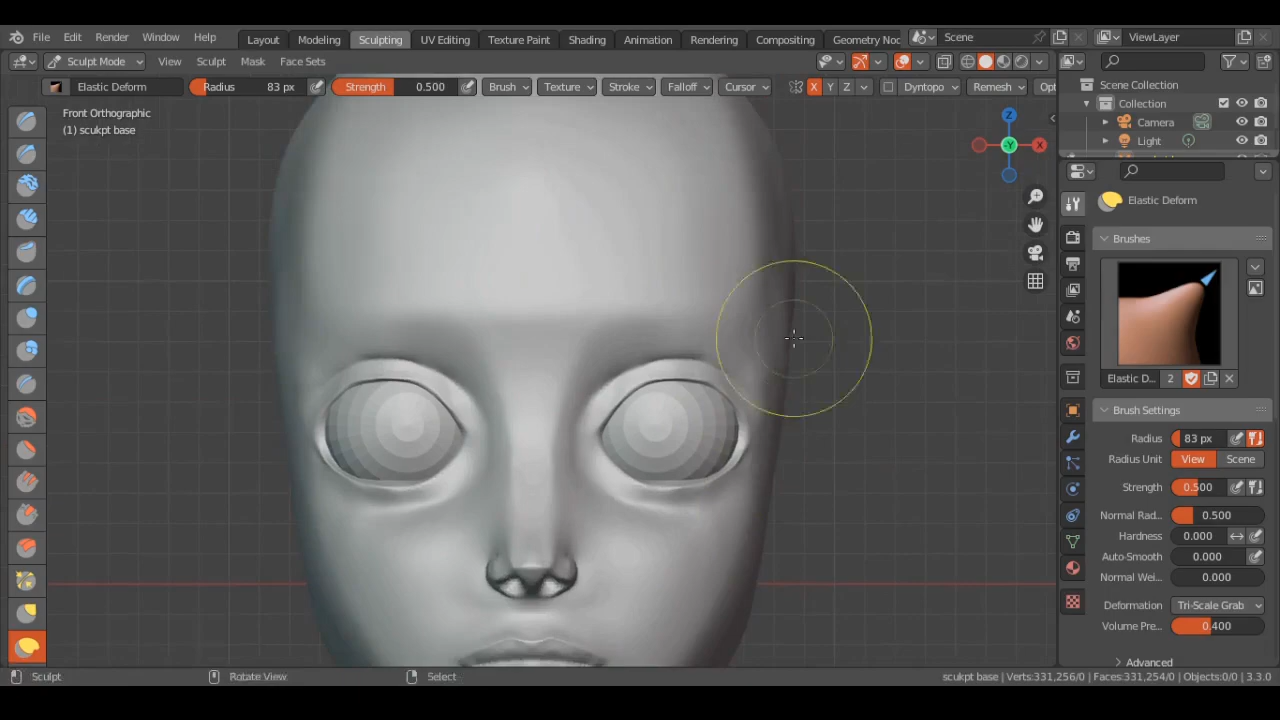 File Edit Render Window Help Layout Modeling Sculpting UV Editing Texture Paint Shading Animation Rendering Compositing Geometry Noc Scene ViewLayer
Sculpt Mode View Sculpt Mask Face Sets
Elastic Deform Radius 83 px Strength 0.500 Brush Texture Stroke Falloff Cursor X Y Z Dyntopo Remesh Opt
Front Orthographic
(1) scukpt base
Z
-Y
X
Scene Collection
Collection
Camera
Light
Elastic Deform
Brushes
Elastic D... 2
Brush Settings
Radius 83 px
Radius Unit View Scene
Strength 0.500
Normal Rad... 0.500
Hardness 0.000
Auto-Smooth 0.000
Normal Wei... 0.000
Deformation Tri-Scale Grab
Volume Pre... 0.400
Advanced
Sculpt Rotate View Select scukpt base | Verts:331,256/0 | Faces:331,254/0 | Objects:0/0 | 3.3.0